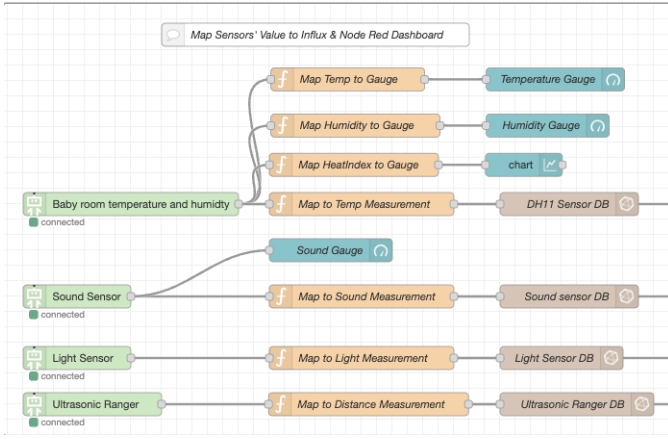 Map Sensors' Value to Influx & Node Red Dashboard
Map Temp to Gauge
Temperature Gauge
Map Humidity to Gauge
Humidity Gauge
Map HeatIndex to Gauge
chart
Baby room temperature and humidty
Map to Temp Measurement
DH11 Sensor DB
connected
Sound Gauge
Sound Sensor
Map to Sound Measurement
Sound sensor DB
connected
Light Sensor
Map to Light Measurement
Light Sensor DB
connected
Ultrasonic Ranger
Map to Distance Measurement
Ultrasonic Ranger DB
connected